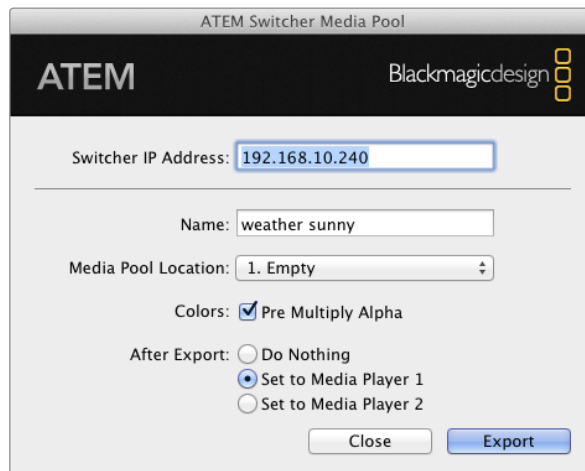 ATEM Switcher Media Pool
ATEM
Blackmagicdesign
Switcher IP Address: 192.168.10.240
Name: weather sunny
Media Pool Location: 1. Empty
Colors: Pre Multiply Alpha
After Export: Do Nothing
Set to Media Player 1
Set to Media Player 2
Close Export